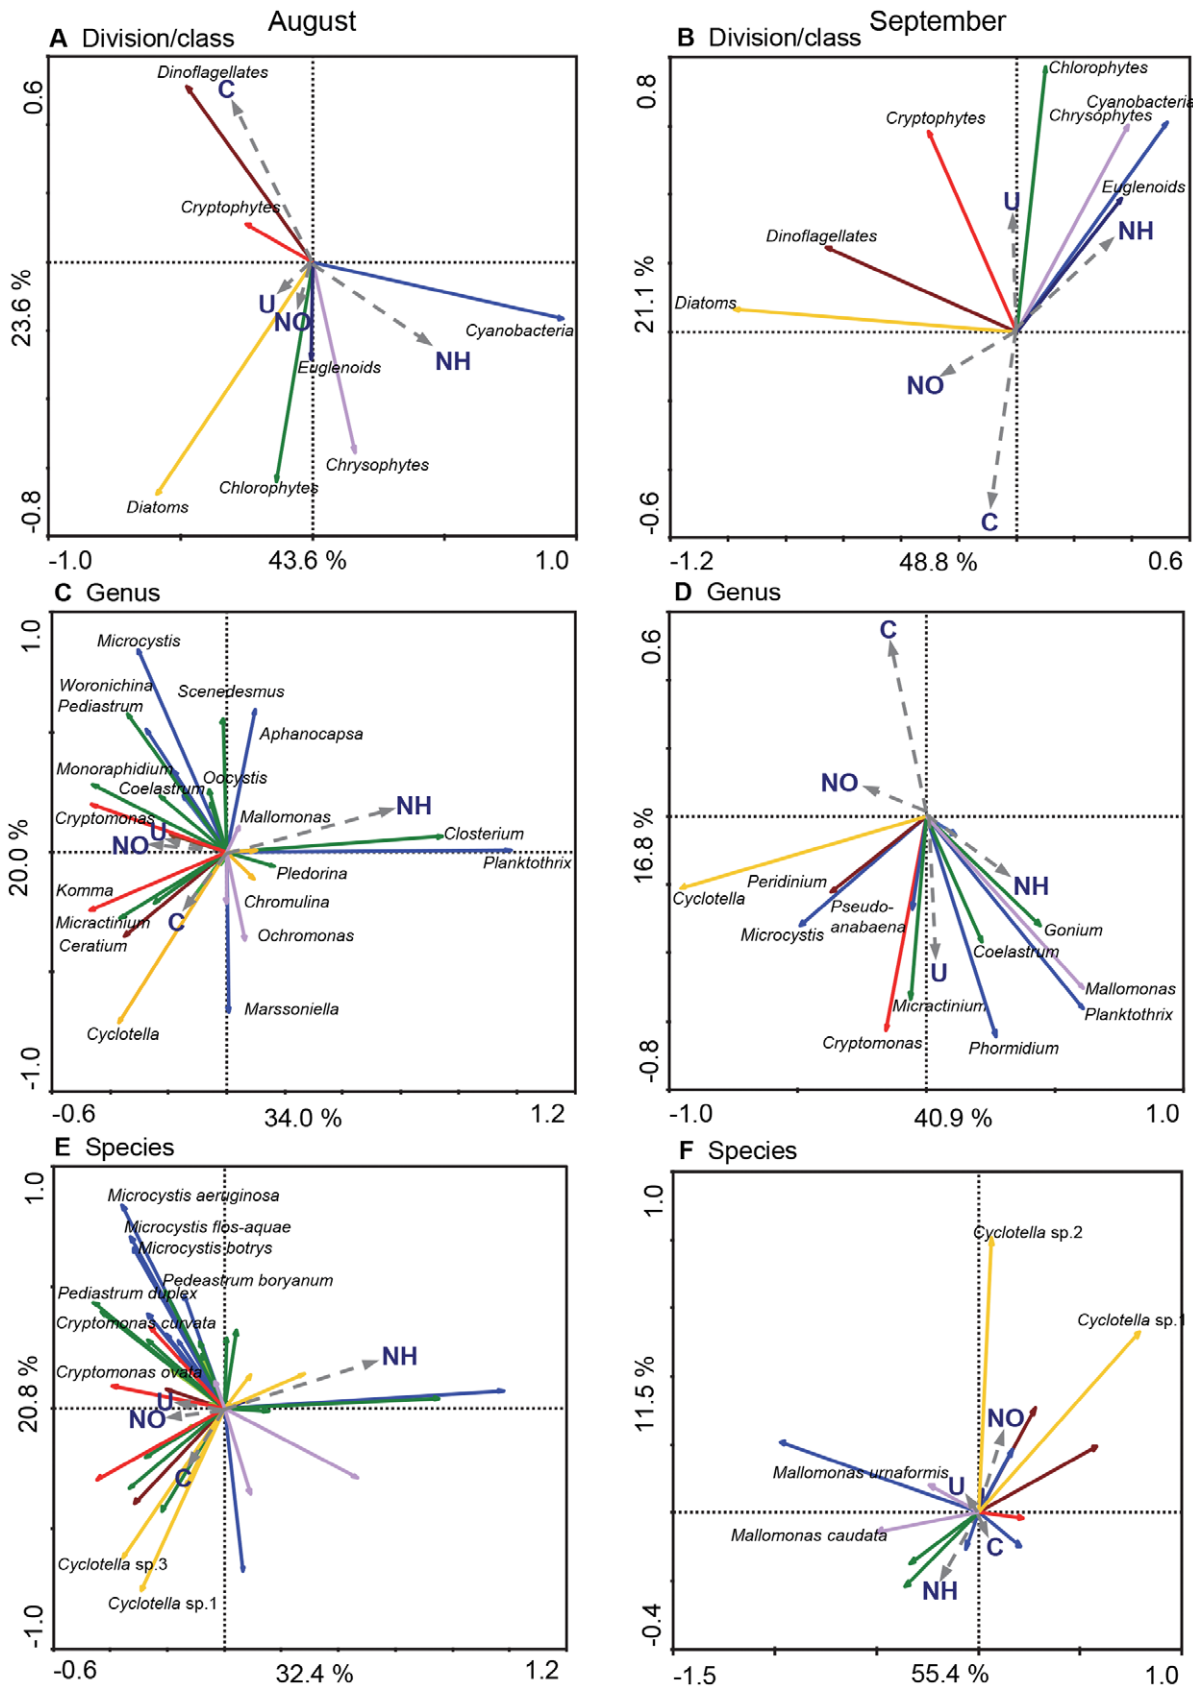 August
September
A Division/class
B Division/class
0.6
Dinoflagellates
C
Cryptophytes
23.6 %
U
NO
Cyanobacteria
NH
Euglenoids
Chrysophytes
Chlorophytes
Diatoms
-0.8
-1.0
43.6 %
1.0
0.8
Chlorophytes
Cyanobacteria
Chrysophytes
Cryptophytes
Euglenoids
U
NH
Dinoflagellates
21.1 %
Diatoms
NO
-0.6
C
-1.2
48.8 %
0.6
C Genus
D Genus
1.0
Microcystis
Woronichina
Scenedesmus
Pediastrum
Aphanocapsa
Monoraphidium
Oocystis
Coelastrum
NH
Cryptomonas
Mallomonas
U
NO
Closterium
20.0 %
Planktothrix
Pledorina
Komma
Chromulina
C
Micractinium
Ceratium
Ochromonas
Marssoniella
Cyclotella
-1.0
-0.6
34.0 %
1.2
C
0.6
NO
16.8 %
Peridinium
NH
Cyclotella
Pseudo-
anabaena
Microcystis
Gonium
Coelastrum
U
Mallomonas
Micractinium
Planktothrix
Cryptomonas
Phormidium
-0.8
-1.0
40.9 %
1.0
E Species
F Species
1.0
Microcystis aeruginosa
Microcystis flos-aquae
Microcystis botrys
Pedeastrum boryanum
Pediastrum duplex
Cryptomonas curvata
NH
Cryptomonas ovata
20.8 %
U
NO
C
Cyclotella sp.3
Cyclotella sp.1
-1.0
-0.6
32.4 %
1.2
1.0
Cyclotella sp.2
Cyclotella sp.1
11.5 %
NO
Mallomonas urnaformis
U
Mallomonas caudata
C
NH
-0.4
-1.5
55.4 %
1.0